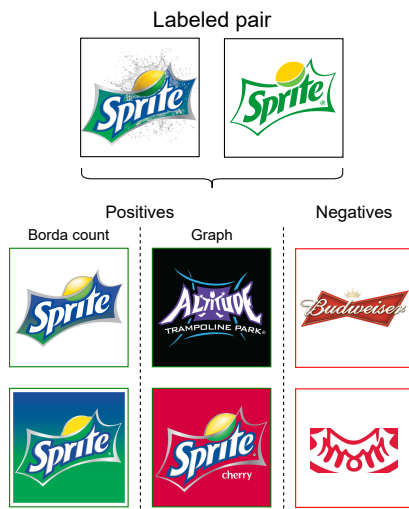 Labeled pair
Sprite
Sprite
Positives
Negatives
Borda count
Graph
Sprite
ALTITUDE
TRAMPOLINE PARK®
Budweiser
Sprite
Sprite
cherry